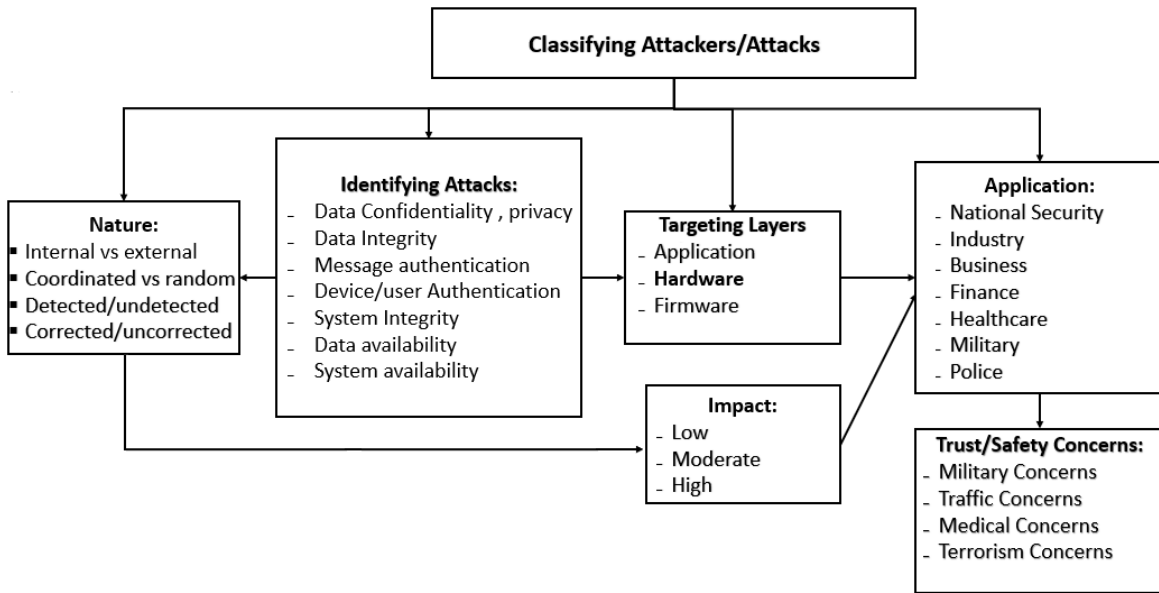 Classifying Attackers/Attacks
Nature:
▪ Internal vs external
▪ Coordinated vs random
▪ Detected/undetected
▪ Corrected/uncorrected
Identifying Attacks:
- Data Confidentiality , privacy
- Data Integrity
- Message authentication
- Device/user Authentication
- System Integrity
- Data availability
- System availability
Targeting Layers
- Application
- Hardware
- Firmware
Impact:
- Low
- Moderate
- High
Application:
- National Security
- Industry
- Business
- Finance
- Healthcare
- Military
- Police
Trust/Safety Concerns:
- Military Concerns
- Traffic Concerns
- Medical Concerns
- Terrorism Concerns